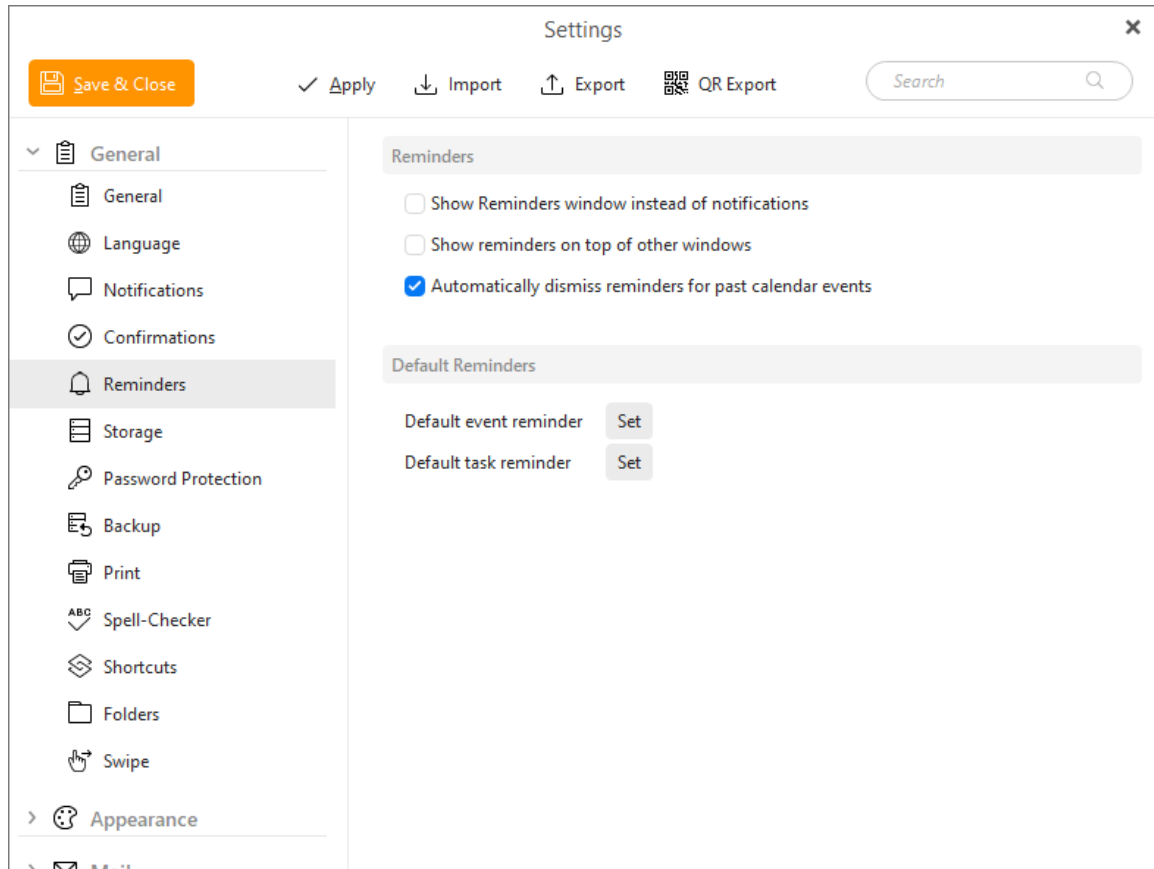 Settings
Save & Close
Apply
Import
Export
QR Export
Search
General
General
Language
Notifications
Confirmations
Reminders
Storage
Password Protection
Backup
Print
ABC
Spell-Checker
Shortcuts
Folders
Swipe
Appearance
Reminders
Show Reminders window instead of notifications
Show reminders on top of other windows
Automatically dismiss reminders for past calendar events
Default Reminders
Default event reminder Set
Default task reminder Set